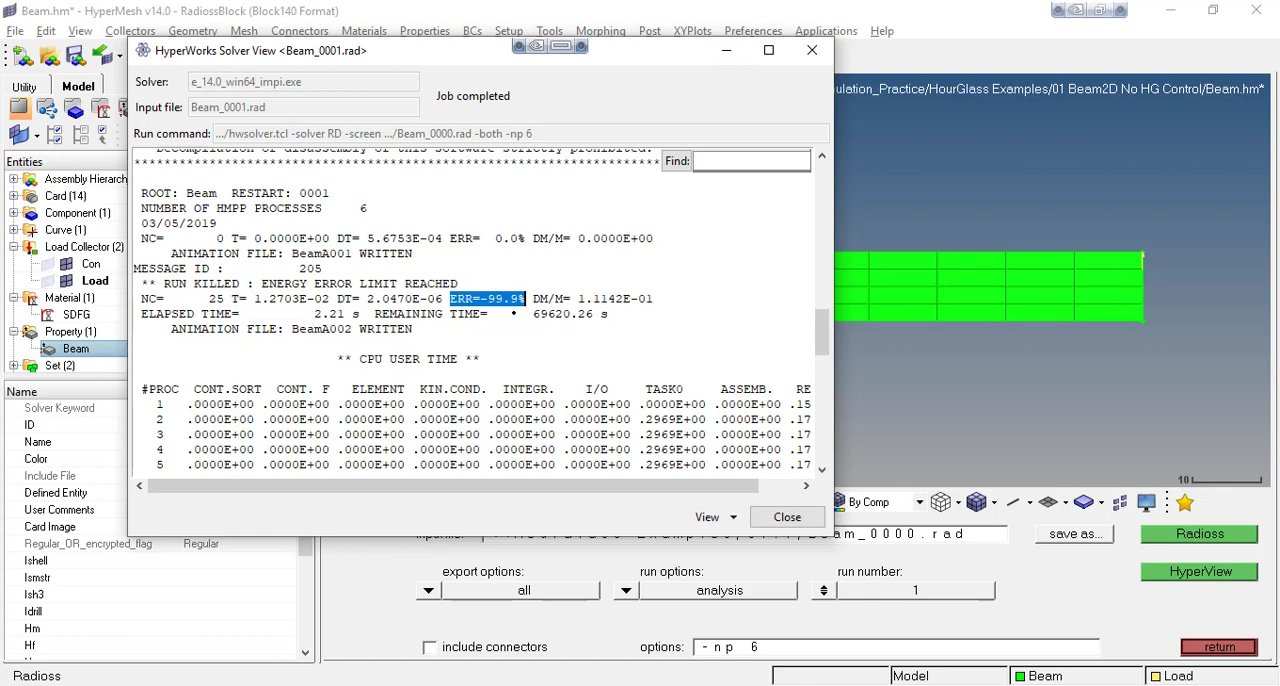 Beam.hm* - HyperMesh v14.0 - RadiossBlock (Block140 Format)
File Edit View Collectors Geometry Mesh Connectors Materials Properties BCs Setup Tools Morphing Post XYPlots Preferences Applications Help
HyperWorks Solver View <Beam_0001.rad>
Utility Model
Solver: e_14.0_win64_impi.exe
Job completed
Input file: Beam_0001.rad
Run command: .../hwsolver.tcl -solver RD -screen .../Beam_0000.rad -both -np 6
ulation_Practice/HourGlass Examples/01 Beam2D No HG Control/Beam.hm*
Decompilation or disassembly of this software strictly prohibited.
************************************************************************
Find:
Entities
Assembly Hierarch
Card (14)
Component (1)
Curve (1)
Load Collector (2)
Con
Load
Material (1)
SDFG
Property (1)
Beam
Set (2)
ROOT: Beam RESTART: 0001
NUMBER OF HMPP PROCESSES 6
03/05/2019
NC= 0 T= 0.0000E+00 DT= 5.6753E-04 ERR= 0.0% DM/M= 0.0000E+00
ANIMATION FILE: BeamA001 WRITTEN
MESSAGE ID : 205
** RUN KILLED : ENERGY ERROR LIMIT REACHED
NC= 25 T= 1.2703E-02 DT= 2.0470E-06 ERR=-99.9% DM/M= 1.1142E-01
ELAPSED TIME= 2.21 s REMAINING TIME= 69620.26 s
ANIMATION FILE: BeamA002 WRITTEN
** CPU USER TIME **
#PROC CONT.SORT CONT. F ELEMENT KIN.COND. INTEGR. I/O TASK0 ASSEMB. RE
1 .0000E+00 .0000E+00 .0000E+00 .0000E+00 .0000E+00 .0000E+00 .0000E+00 .0000E+00 .15
2 .0000E+00 .0000E+00 .0000E+00 .0000E+00 .0000E+00 .0000E+00 .2969E+00 .0000E+00 .17
3 .0000E+00 .0000E+00 .0000E+00 .0000E+00 .0000E+00 .0000E+00 .2969E+00 .0000E+00 .17
4 .0000E+00 .0000E+00 .0000E+00 .0000E+00 .0000E+00 .0000E+00 .2969E+00 .0000E+00 .17
5 .0000E+00 .0000E+00 .0000E+00 .0000E+00 .0000E+00 .0000E+00 .2969E+00 .0000E+00 .17
View Close
Name
Solver Keyword
ID
Name
Color
Include File
Defined Entity
User Comments
Card Image
Regular_OR_encrypted_flag Regular
Ishell
Ismstr
Ish3
Idrill
Hm
Hf
10
By Comp
0000.rad
save as...
Radioss
export options: run options: run number:
HyperView
all analysis 1
include connectors options: -np 6 return
Radioss
Model Beam Load